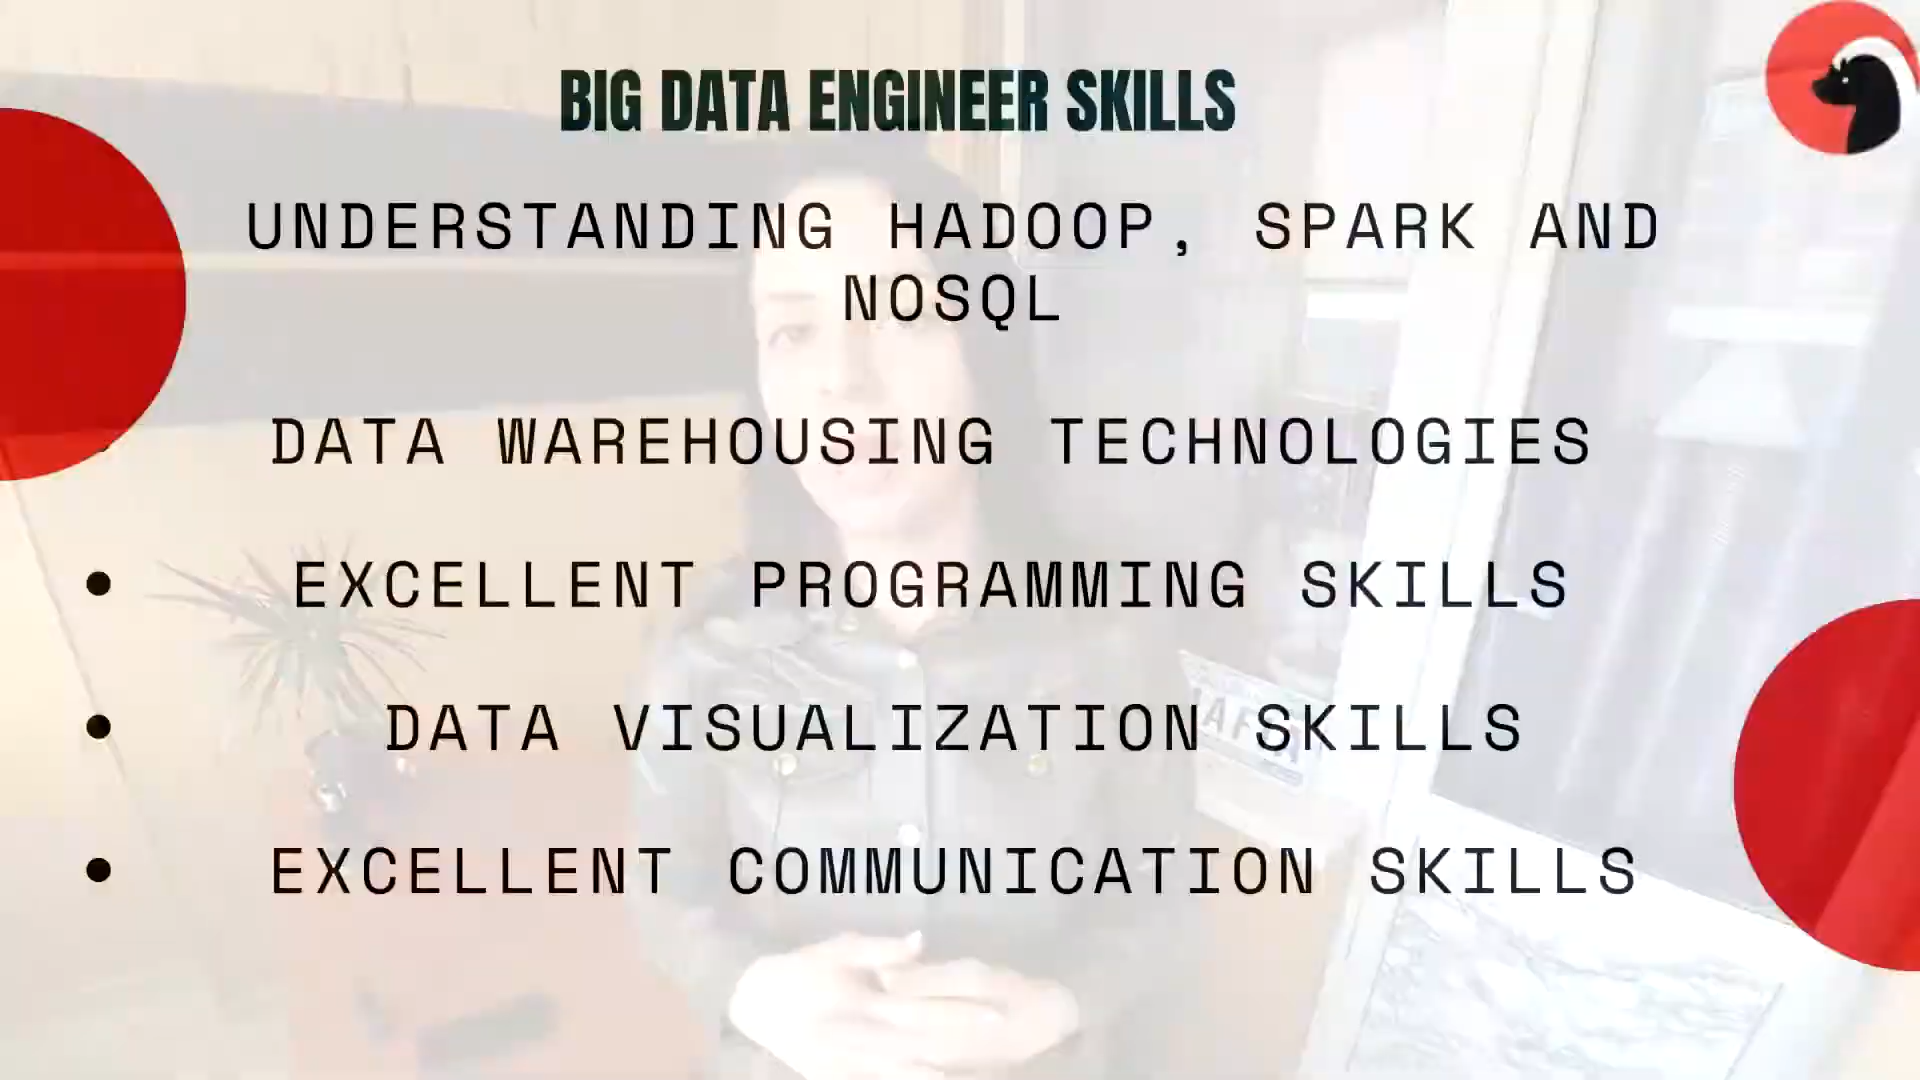 BIG DATA ENGINEER SKILLS
UNDERSTANDING HADOOP, SPARK AND
NOSQL
DATA WAREHOUSING TECHNOLOGIES
• EXCELLENT PROGRAMMING SKILLS
• DATA VISUALIZATION SKILLS
• EXCELLENT COMMUNICATION SKILLS